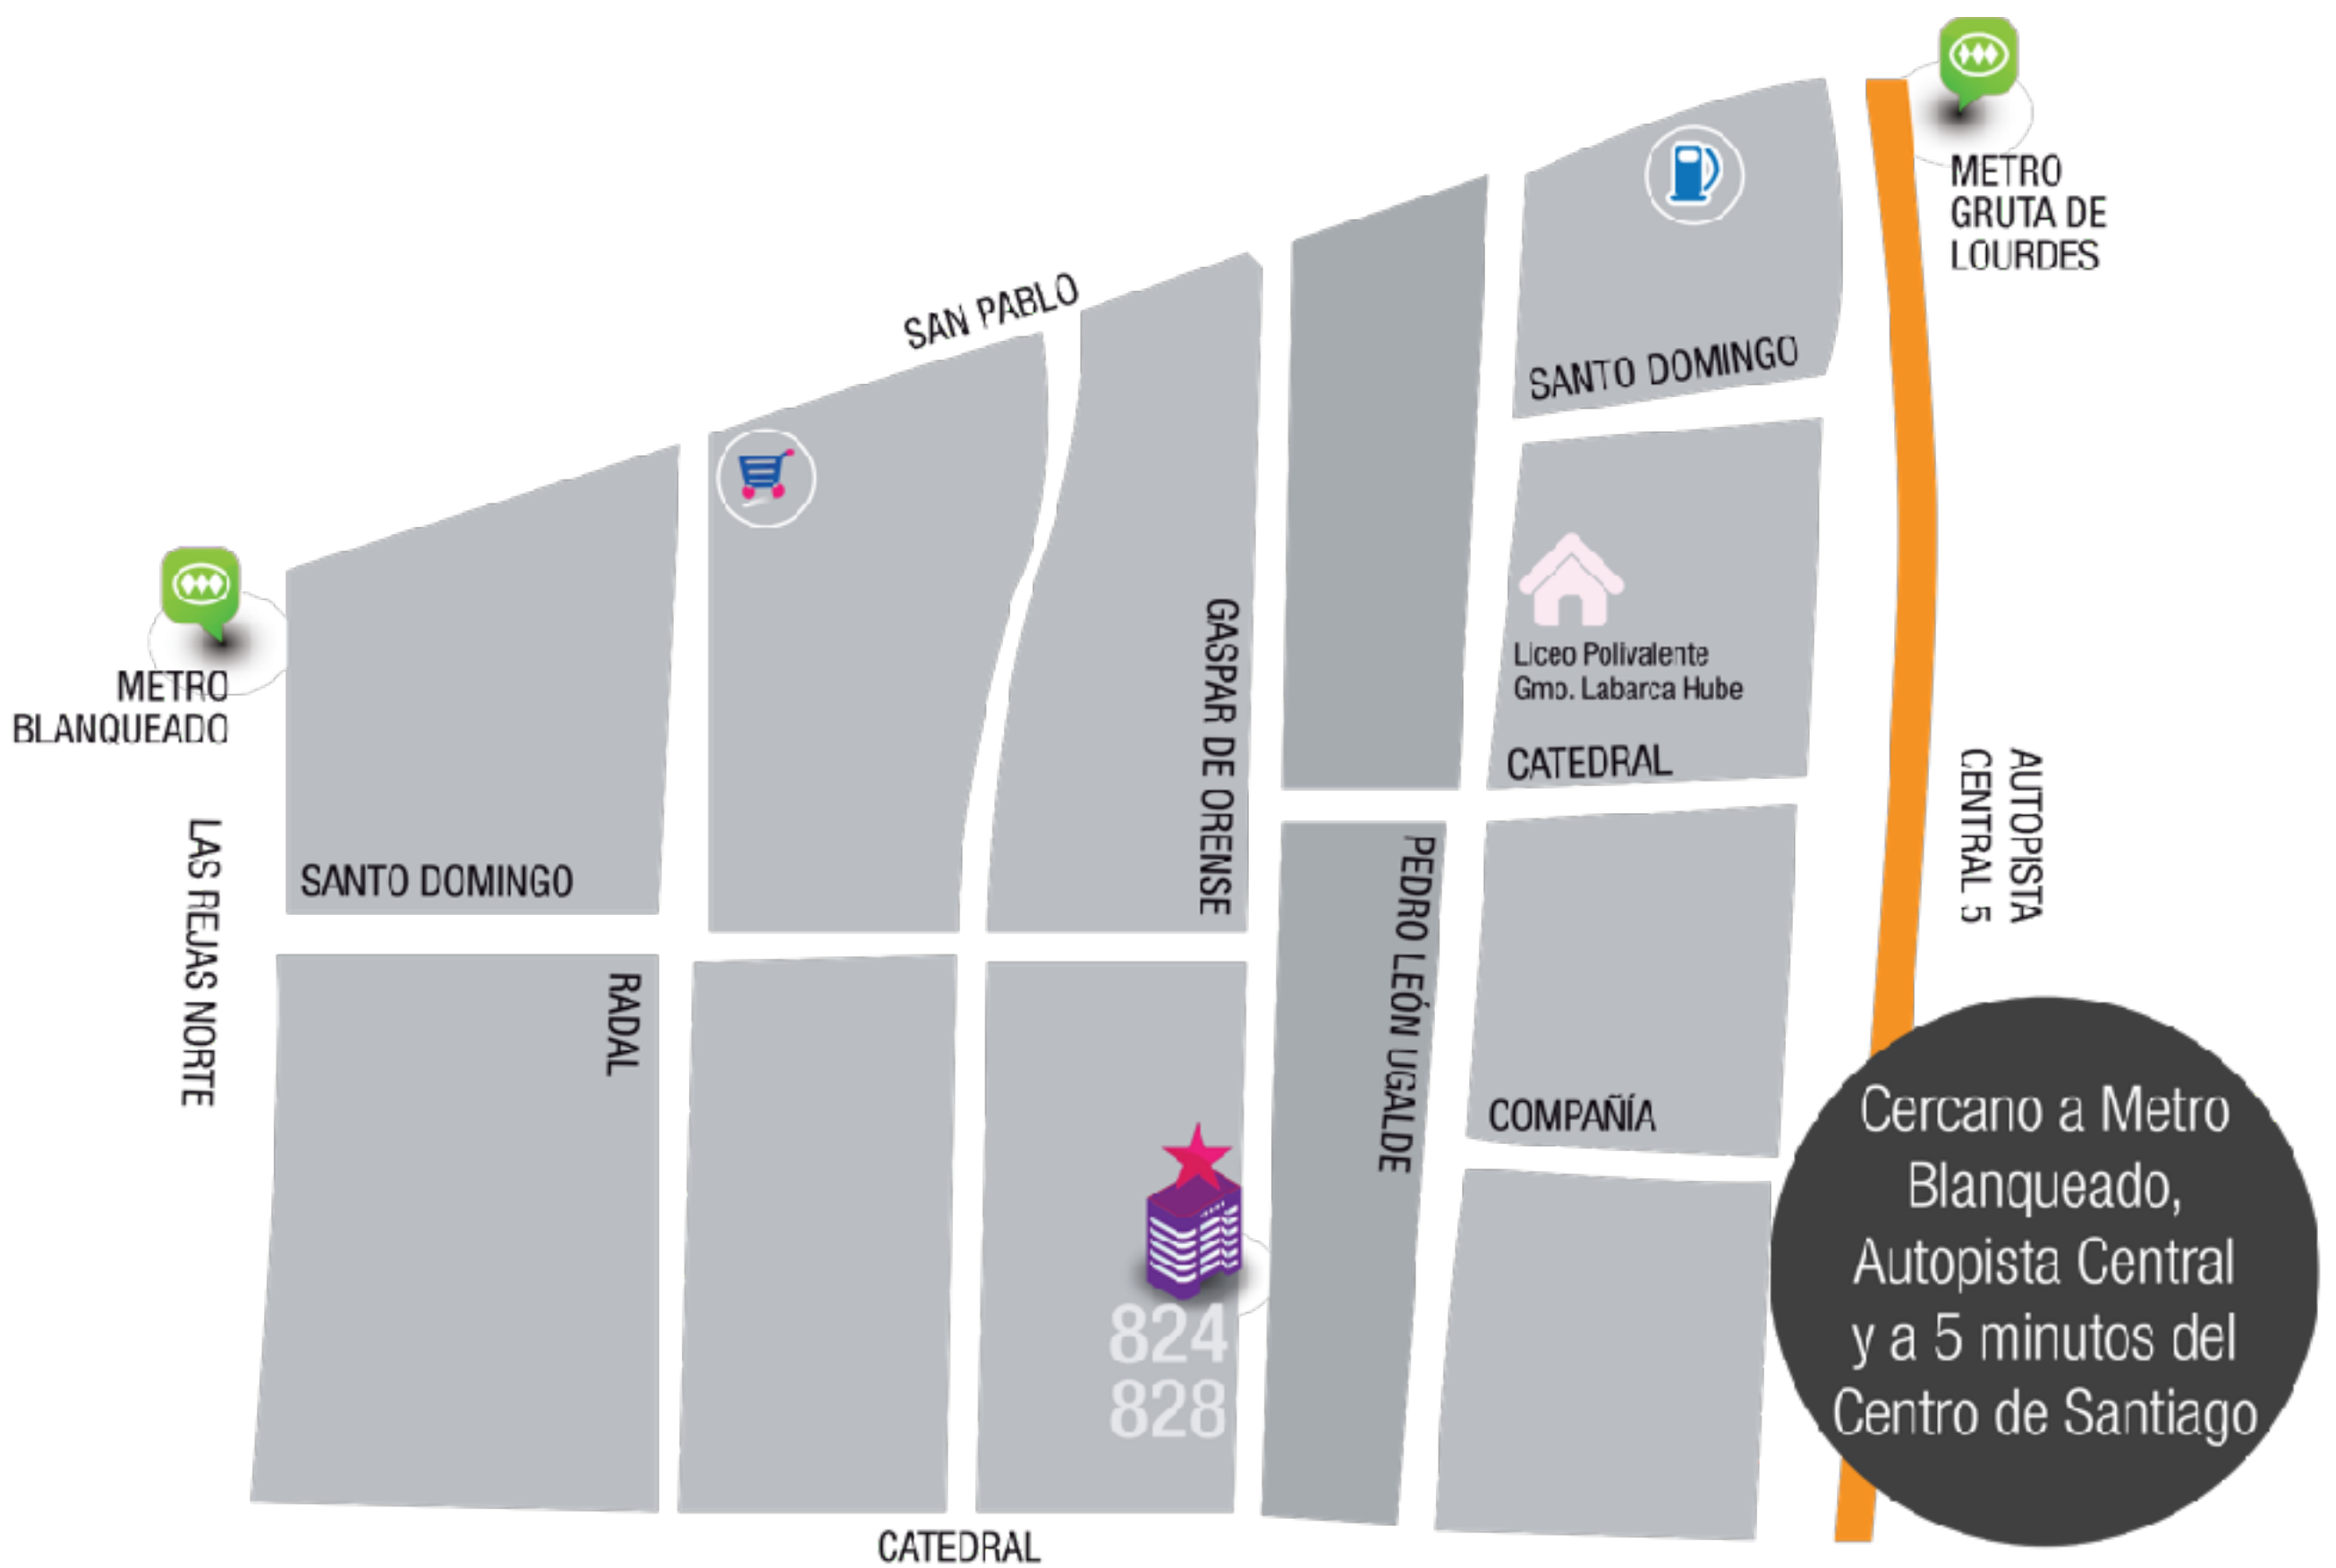 METRO
GRUTA DE
LOURDES
SAN PABLO
SANTO DOMINGO
METRO
BLANQUEADO
GASPAR DE ORENSE
Liceo Polivalente
Gmo. Labarca Hube
CATEDRAL
AUTOPISTA
CENTRAL 5
LAS REJAS NORTE
SANTO DOMINGO
PEDRO LEÓN UGALDE
RADAL
COMPAÑÍA
824
828
Cercano a Metro
Blanqueado,
Autopista Central
y a 5 minutos del
Centro de Santiago
CATEDRAL